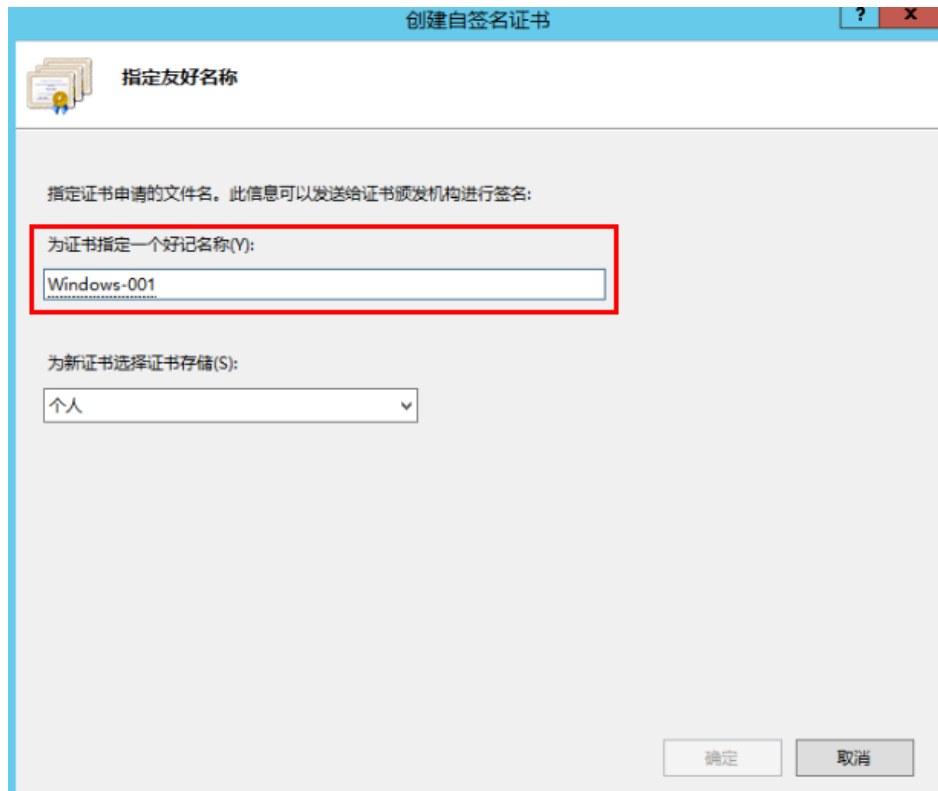 创建自签名证书
? x
指定友好名称
指定证书申请的文件名。此信息可以发送给证书颁发机构进行签名:
为证书指定一个好记名称(Y):
Windows-001
为新证书选择证书存储(S):
个人
确定 取消